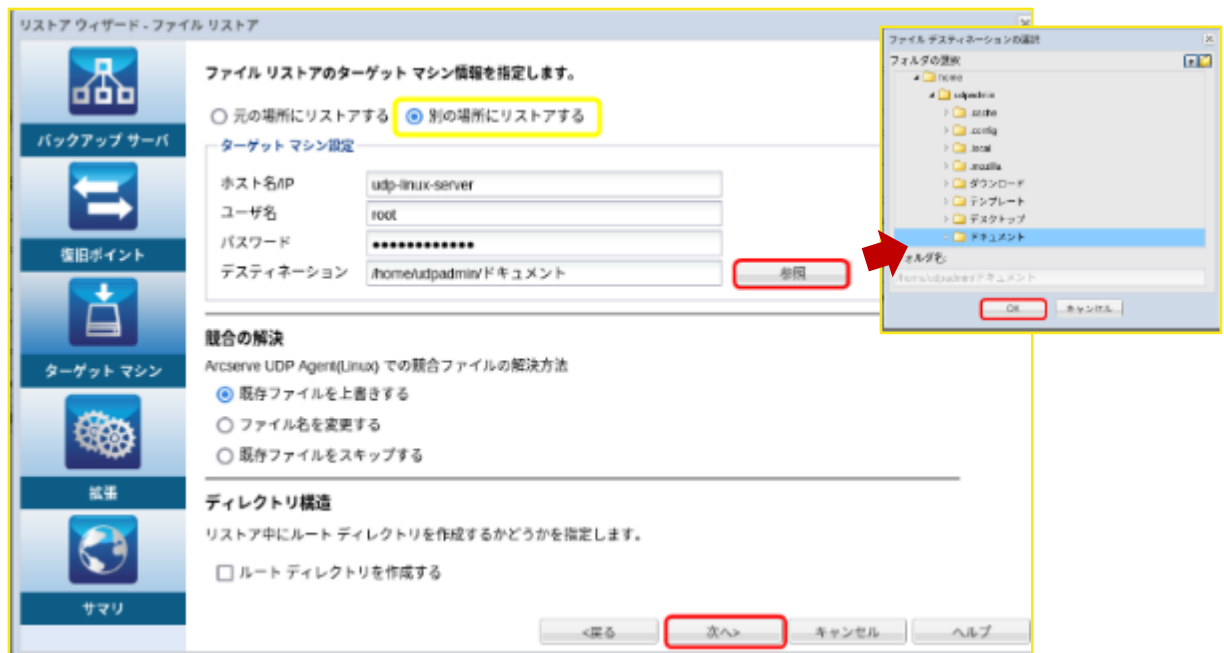 リストア ウィザード - ファイル リストア
バックアップ サーバ
復旧ポイント
ターゲット マシン
拡張
サマリ
ファイル リストアのターゲット マシン情報を指定します。
元の場所にリストアする 別の場所にリストアする
ターゲット マシン設定
ホスト名/IP udp-linux-server
ユーザ名 root
パスワード ●●●●●●●●●●●●
デスティネーション /home/udpadmin/ドキュメント 参照
競合の解決
Arcserve UDP Agent(Linux) での競合ファイルの解決方法
既存ファイルを上書きする
ファイル名を変更する
既存ファイルをスキップする
ディレクトリ構造
リストア中にルート ディレクトリを作成するかどうかを指定します。
ルート ディレクトリを作成する
<戻る 次へ> キャンセル ヘルプ
ファイル デスティネーションの選択
フォルダの選択
home
udpadmin
.cache
.config
.local
.mozilla
ダウンロード
テンプレート
デスクトップ
ドキュメント
ォルダ名:
/home/udpadmin/ドキュメント
OK キャンセル